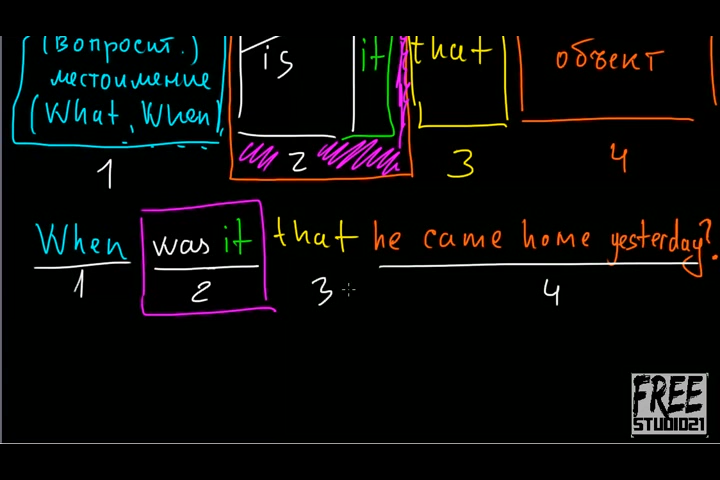 (Вопросит.)
местоимение
(What, When)
is it that объект
1 2 3 4
When was it that he came home yesterday?
1 2 3 4
FREE
STUDIO21